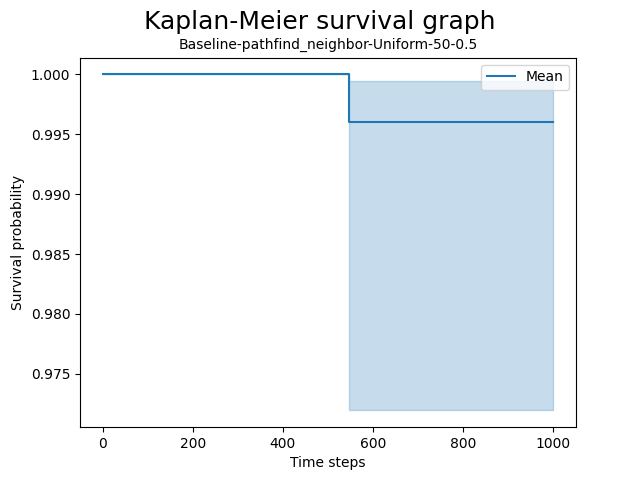 Kaplan-Meier survival graph
Baseline-pathfind_neighbor-Uniform-50-0.5
Mean
1.000
0.995
0.990
0.985
0.980
0.975
Survival probability
0 200 400 600 800 1000
Time steps